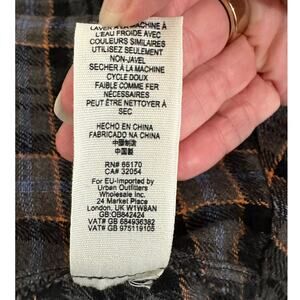 LAVER À LA MACHINE À
L'EAU FROIDE AVEC
COULEURS SIMILAIRES
UTILIZEZ SEULEMENT
NON-JAVEL
SECHER A LA MACHINE
CYCLE DOUX
FAIBLE COMME FER
NÉCESSAIRES
PEUT ÊTRE NETTOYER À
SEC
HECHO EN CHINA
FABRICADO NA CHINA
中國製造
中国製
RN# 66170
CA# 32054
For EU-Imported by
Urban Outfitters
Wholesale Inc.
24 Market Place
London, UK W1W8AN
GB:OB842424
VAT# GB 684936382
VAT# GB 975119105